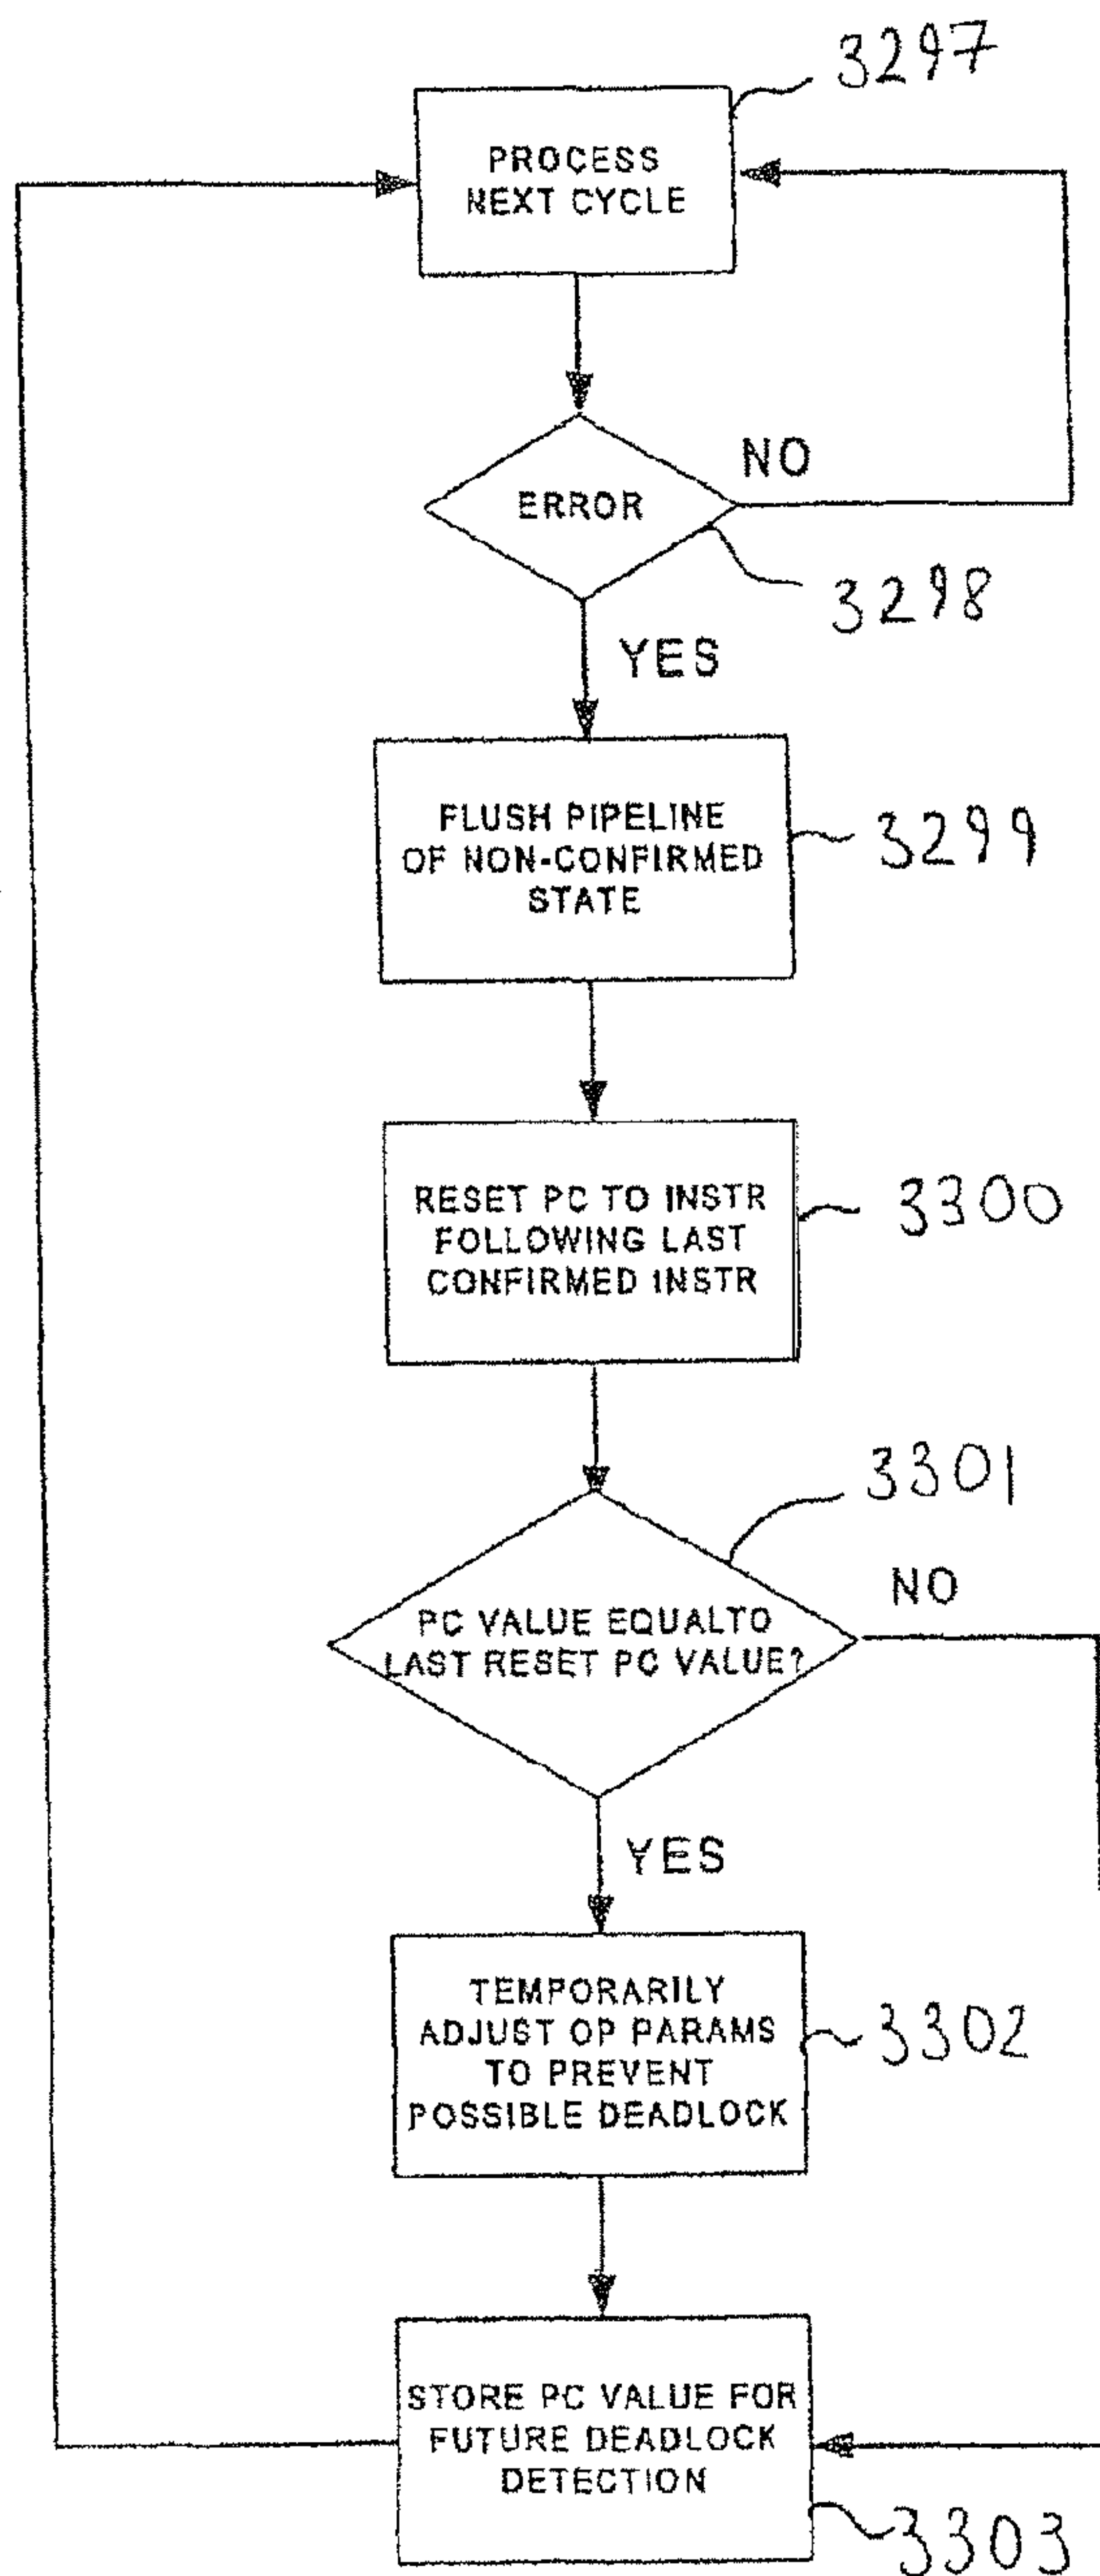 3297
PROCESS
NEXT CYCLE
NO
ERROR
3298
YES
FLUSH PIPELINE
OF NON-CONFIRMED
STATE
3299
RESET PC TO INSTR
FOLLOWING LAST
CONFIRMED INSTR
3300
3301
NO
PC VALUE EQUALTO
LAST RESET PC VALUE?
YES
TEMPORARILY
ADJUST OP PARAMS
TO PREVENT
POSSIBLE DEADLOCK
3302
STORE PC VALUE FOR
FUTURE DEADLOCK
DETECTION
3303